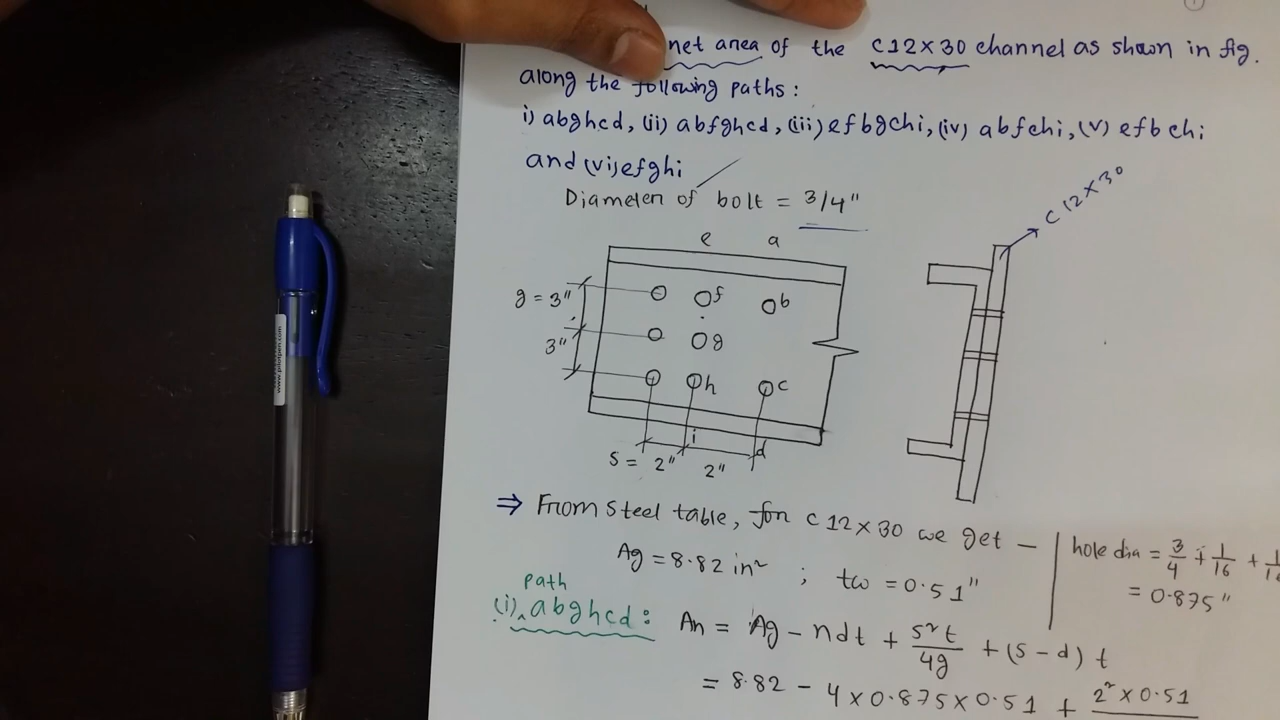 net area of the C12×30 channel as shown in fig.
along the following paths:
i) abghcd, (ii) abfghcd, (iii) efbgchi, (iv) abfchi, (v) efbchi
and (vi) efghi
Diameter of bolt = 3/4"
e a
C12×30
g = 3"
f
b
3"
g
h
c
i
d
S = 2"
2"
⇒ From steel table, for C12×30 we get —
Ag = 8.82 in² ; tw = 0.51"
hole dia = 3/4 + 1/16 + 1/16
= 0.875"
path
(i) abghcd: An = Ag - ndt + s²t/4g + (s-d) t
= 8.82 - 4×0.875×0.51 + 2²×0.51
www.pilotpen.com